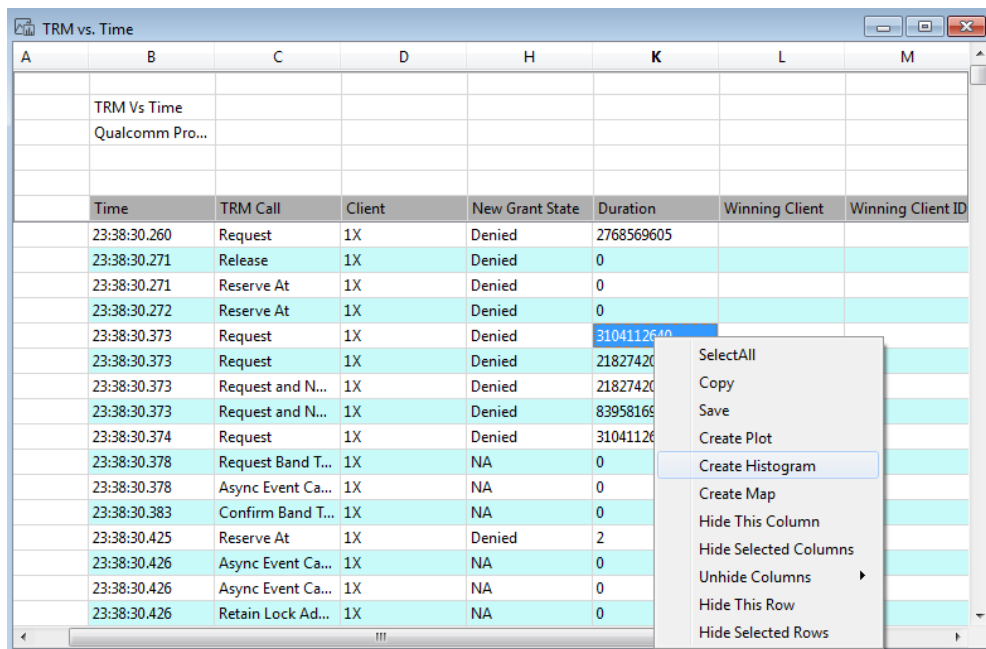 TRM vs. Time
A B C D H K L M
TRM Vs Time
Qualcomm Pro...
Time TRM Call Client New Grant State Duration Winning Client Winning Client ID
23:38:30.260 Request 1X Denied 2768569605
23:38:30.271 Release 1X Denied 0
23:38:30.271 Reserve At 1X Denied 0
23:38:30.272 Reserve At 1X Denied 0
23:38:30.373 Request 1X Denied 3104112640
23:38:30.373 Request 1X Denied 21827420
23:38:30.373 Request and N... 1X Denied 21827420
23:38:30.373 Request and N... 1X Denied 83958169
23:38:30.374 Request 1X Denied 31041126
23:38:30.378 Request Band T... 1X NA 0
23:38:30.378 Async Event Ca... 1X NA 0
23:38:30.383 Confirm Band T... 1X NA 0
23:38:30.425 Reserve At 1X Denied 2
23:38:30.426 Async Event Ca... 1X NA 0
23:38:30.426 Async Event Ca... 1X NA 0
23:38:30.426 Retain Lock Ad... 1X NA 0
SelectAll
Copy
Save
Create Plot
Create Histogram
Create Map
Hide This Column
Hide Selected Columns
Unhide Columns
Hide This Row
Hide Selected Rows